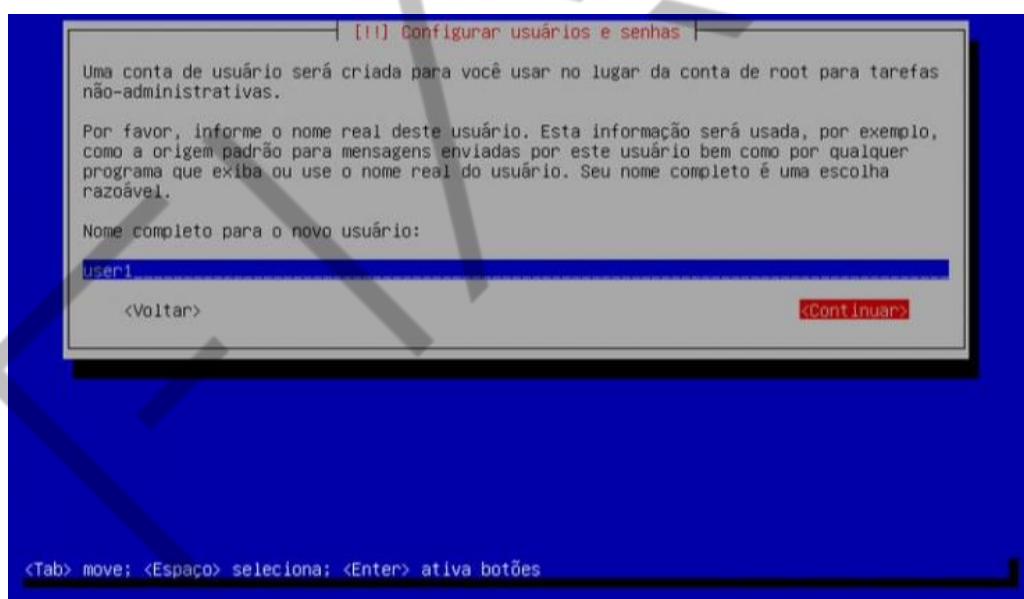 [!!] Configurar usuários e senhas
Uma conta de usuário será criada para você usar no lugar da conta de root para tarefas
não-administrativas.
Por favor, informe o nome real deste usuário. Esta informação será usada, por exemplo,
como a origem padrão para mensagens enviadas por este usuário bem como por qualquer
programa que exiba ou use o nome real do usuário. Seu nome completo é uma escolha
razoável.
Nome completo para o novo usuário:
user1
<Voltar> <Continuar>
<Tab> move; <Espaço> seleciona; <Enter> ativa botões